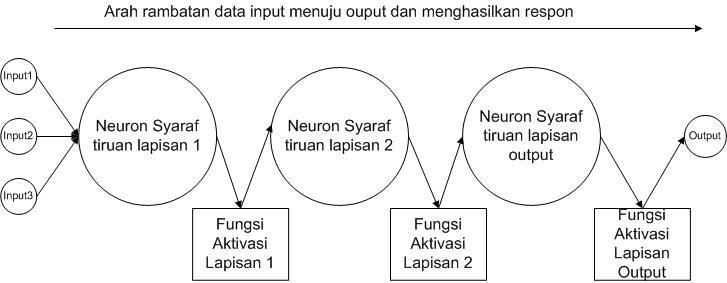 Arah rambatan data input menuju ouput dan menghasilkan respon
Input1
Input2
Input3
Neuron Syaraf
tiruan lapisan 1
Fungsi
Aktivasi
Lapisan 1
Neuron Syaraf
tiruan lapisan 2
Fungsi
Aktivasi
Lapisan 2
Neuron Syaraf
tiruan lapisan
output
Fungsi
Aktivasi
Lapisan
Output
Output